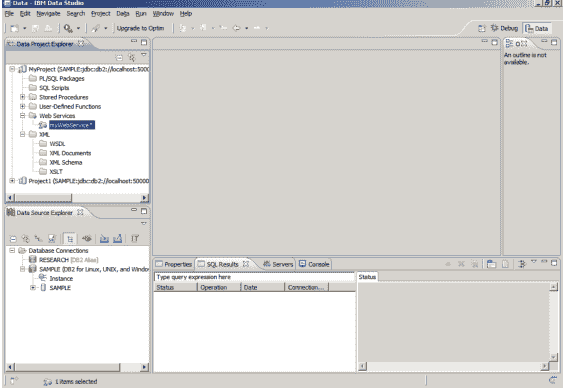 Data - IBM Data Studio
File Edit Navigate Search Project Data Run Window Help
Upgrade to Optim
Debug Data
Data Project Explorer
An outline is not
available.
MyProject (SAMPLE:jdbc:db2://localhost:5000
PL/SQL Packages
SQL Scripts
Stored Procedures
User-Defined Functions
Web Services
myWebService*
XML
WSDL
XML Documents
XML Schema
XSLT
Project1 (SAMPLE:jdbc:db2://localhost:50000
Data Source Explorer
Database Connections
RESEARCH [DB2 Alias]
SAMPLE (DB2 for Linux, UNIX, and Windo
Instance
SAMPLE
Properties SQL Results Servers Console
Type query expression here
Status Operation Date Connection...
Status
1 items selected